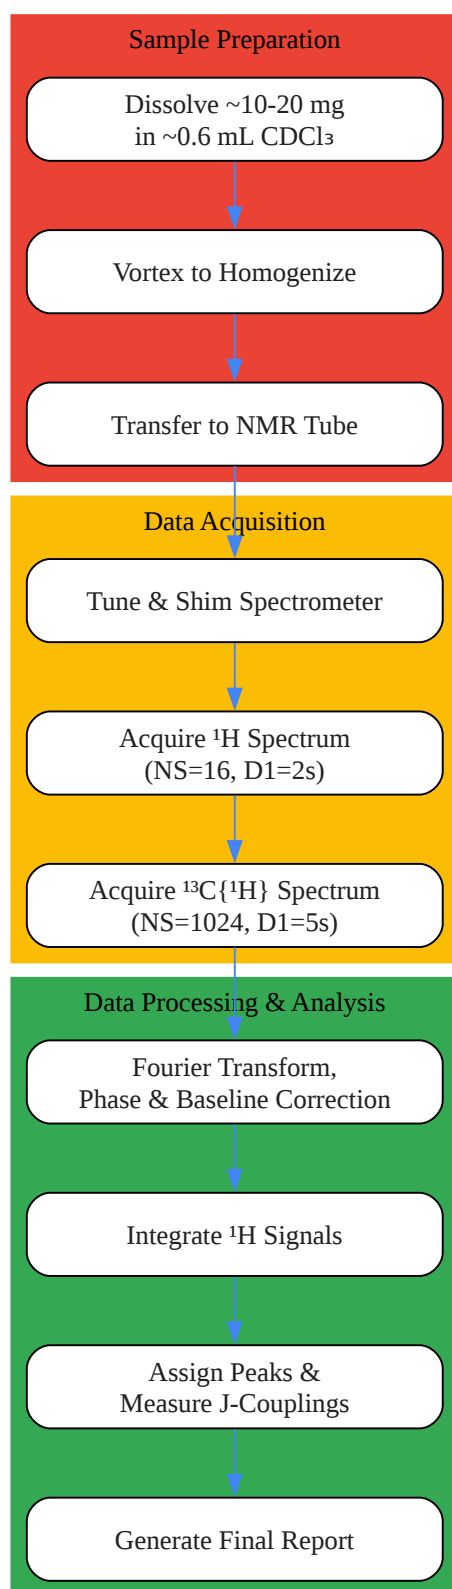 Sample Preparation
Dissolve ~10-20 mg
in ~0.6 mL CDCl₃
Vortex to Homogenize
Transfer to NMR Tube
Data Acquisition
Tune & Shim Spectrometer
Acquire ¹H Spectrum
(NS=16, D1=2s)
Acquire ¹³C{¹H} Spectrum
(NS=1024, D1=5s)
Data Processing & Analysis
Fourier Transform,
Phase & Baseline Correction
Integrate ¹H Signals
Assign Peaks &
Measure J-Couplings
Generate Final Report